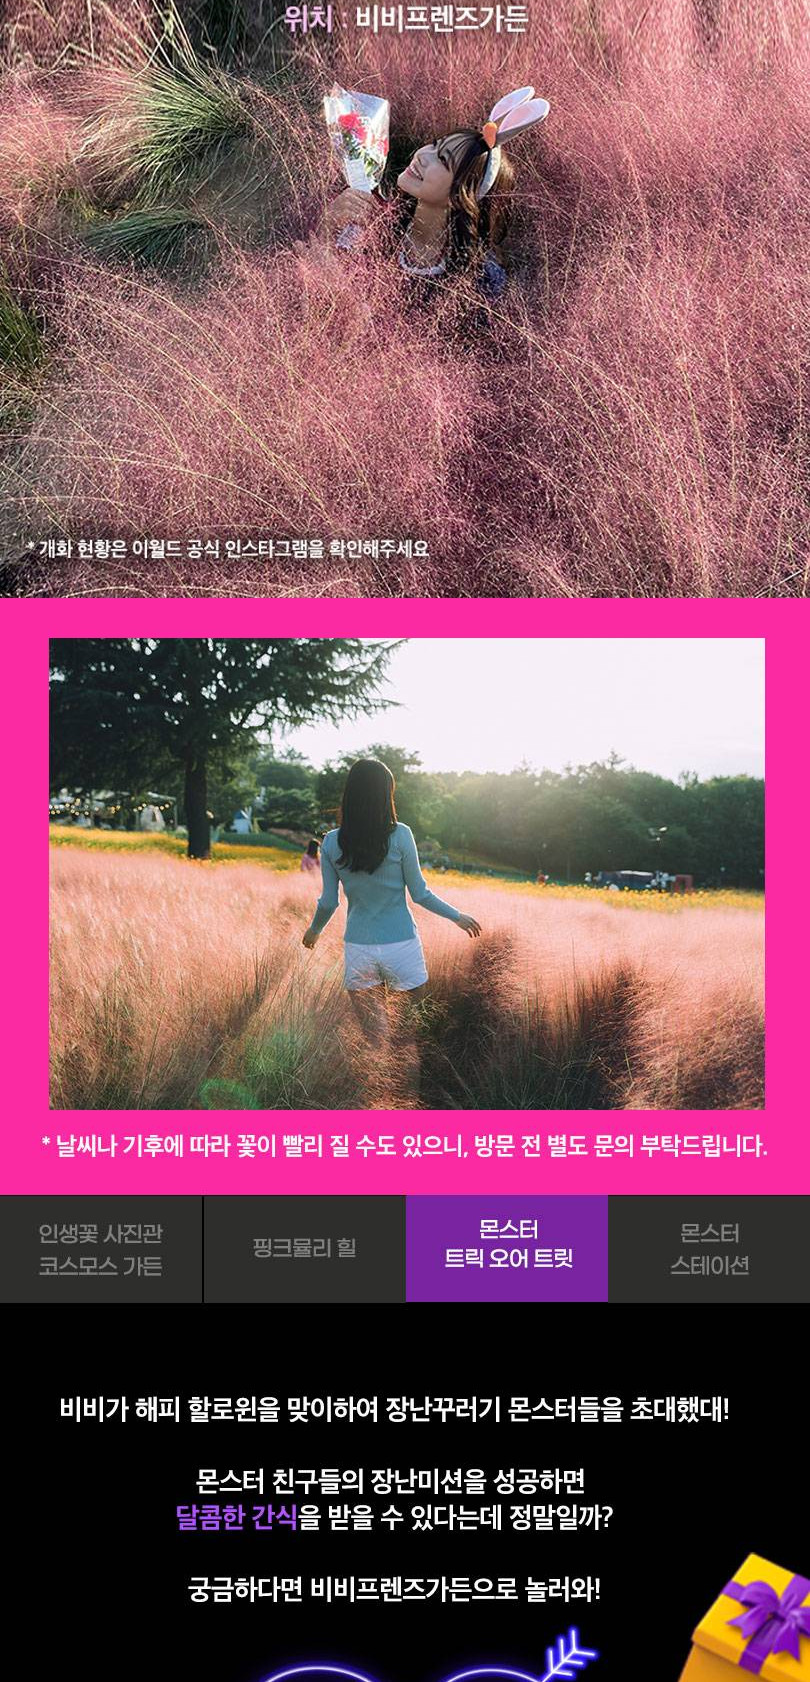 위치 : 비비프렌즈가든
* 개화 현황은 이월드 공식 인스타그램을 확인해주세요
* 날씨나 기후에 따라 꽃이 빨리 질 수도 있으니, 방문 전 별도 문의 부탁드립니다.
인생꽃 사진관
코스모스 가든
핑크뮬리 힐
몬스터
트릭 오어 트릿
몬스터
스테이션
비비가 해피 할로윈을 맞이하여 장난꾸러기 몬스터들을 초대했대!
몬스터 친구들의 장난미션을 성공하면
달콤한 간식을 받을 수 있다는데 정말일까?
궁금하다면 비비프렌즈가든으로 놀러와!